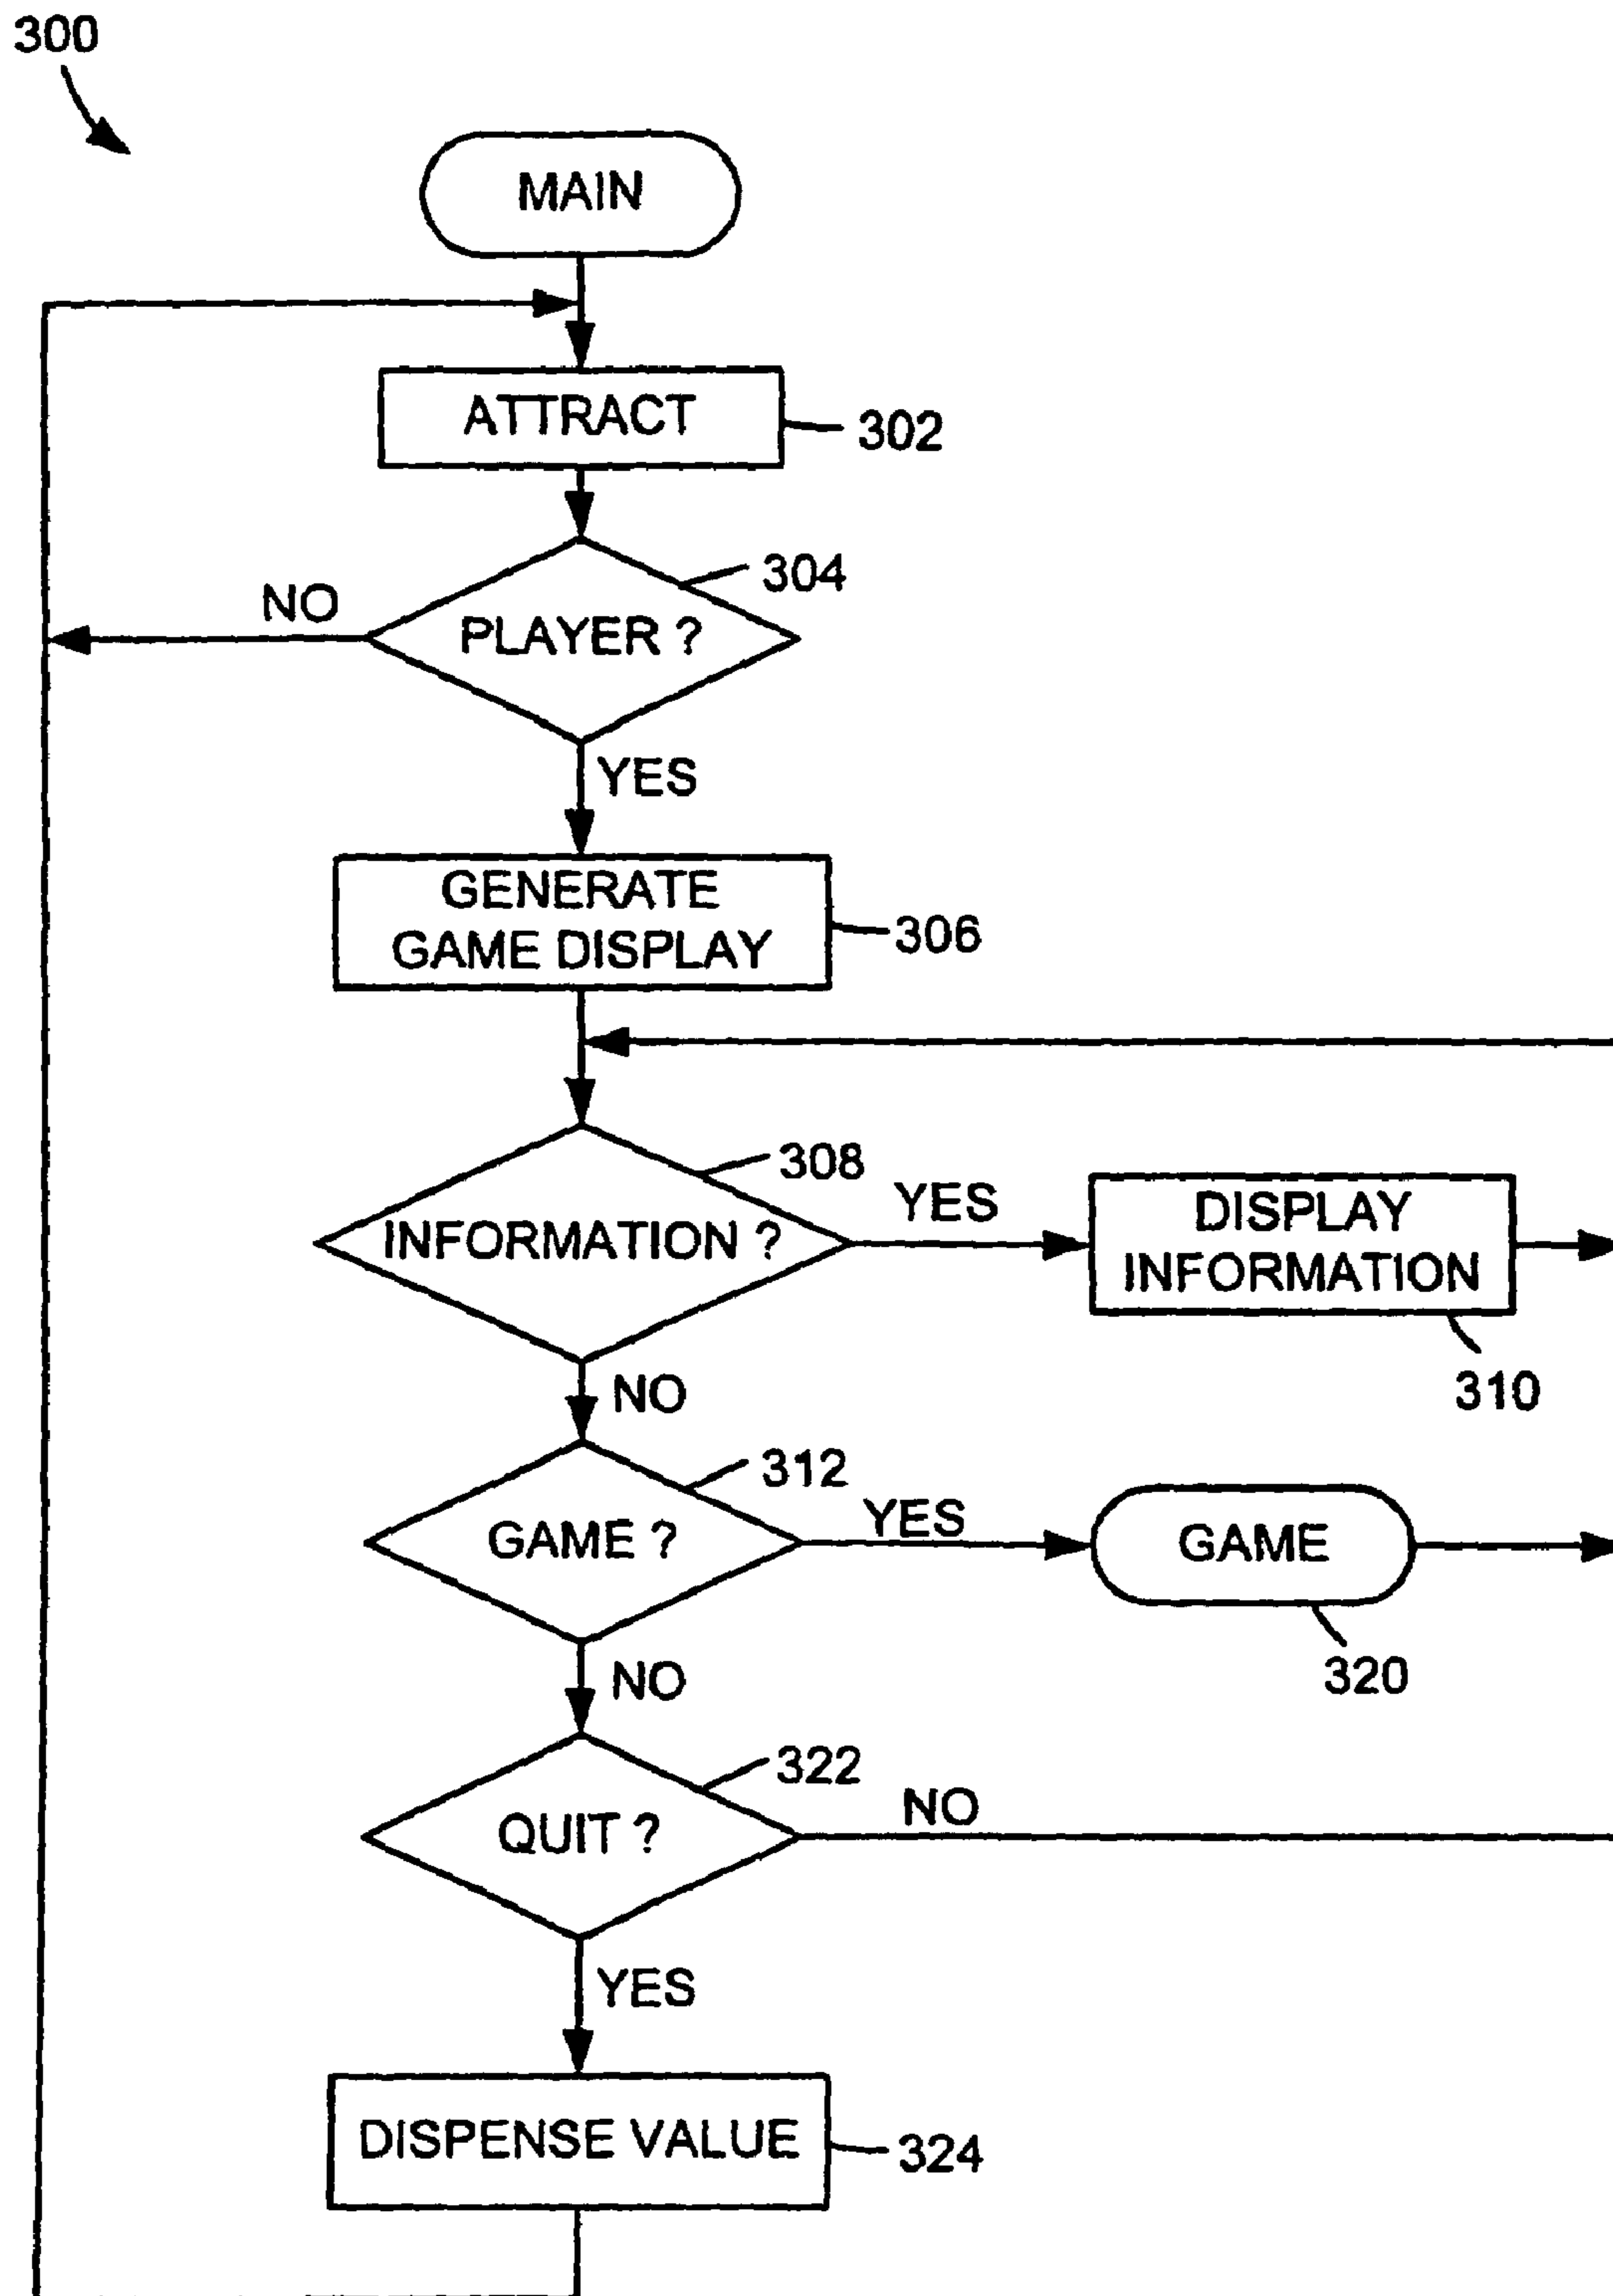 300
MAIN
ATTRACT
302
304
NO
PLAYER ?
YES
GENERATE
GAME DISPLAY
306
308
INFORMATION ?
YES
DISPLAY
INFORMATION
310
NO
312
GAME ?
YES
GAME
320
NO
322
QUIT ?
NO
YES
DISPENSE VALUE
324